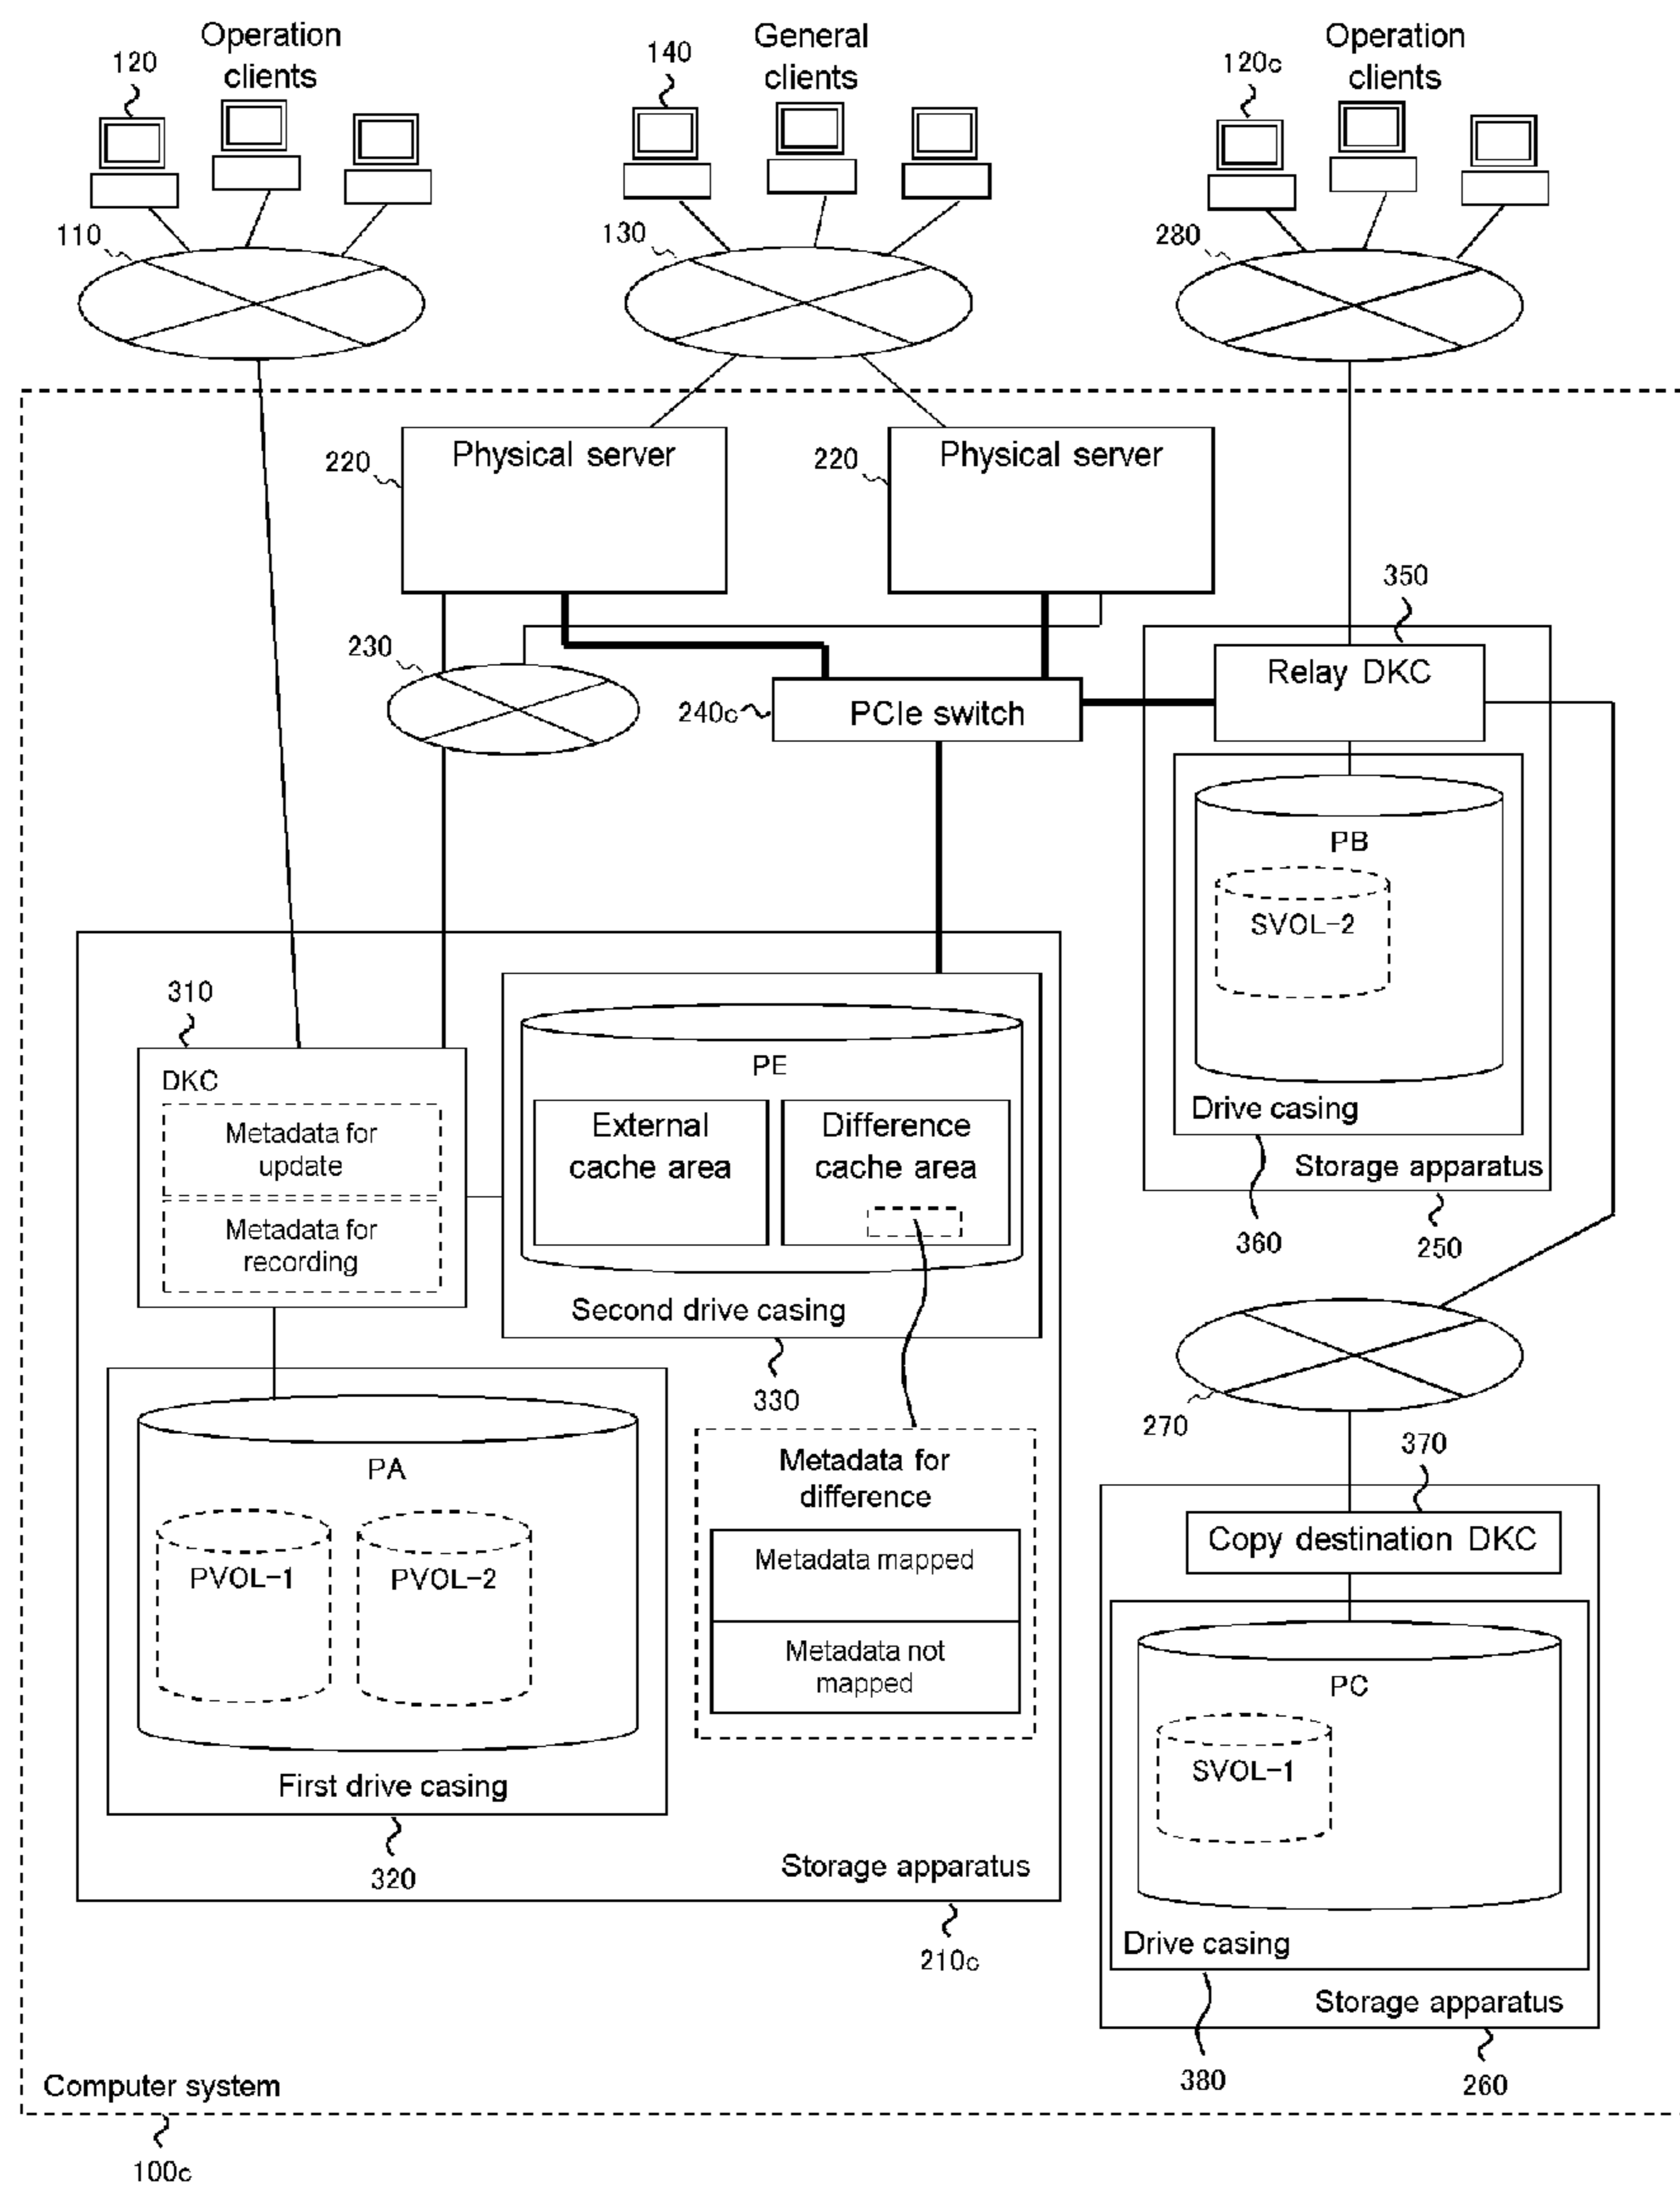 Operation
clients
120
General
clients
140
Operation
clients
120c
110
130
280
Physical server
220
Physical server
220
350
230
Relay DKC
240c
PCIe switch
PB
SVOL-2
Drive casing
Storage apparatus
360
250
310
DKC
Metadata for
update
Metadata for
recording
PE
External
cache area
Difference
cache area
Second drive casing
330
270
370
PA
PVOL-1
PVOL-2
First drive casing
320
Metadata for
difference
Metadata mapped
Metadata not
mapped
Storage apparatus
210c
Copy destination DKC
PC
SVOL-1
Drive casing
Storage apparatus
380
260
Computer system
100c